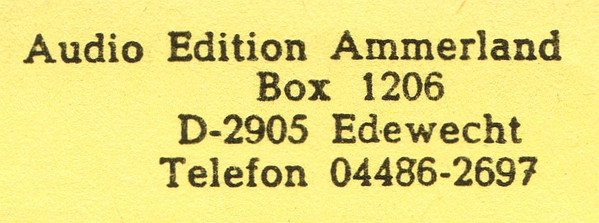 Audio Edition Ammerland
Box 1206
D-2905 Edewecht
Telefon 04486-2697